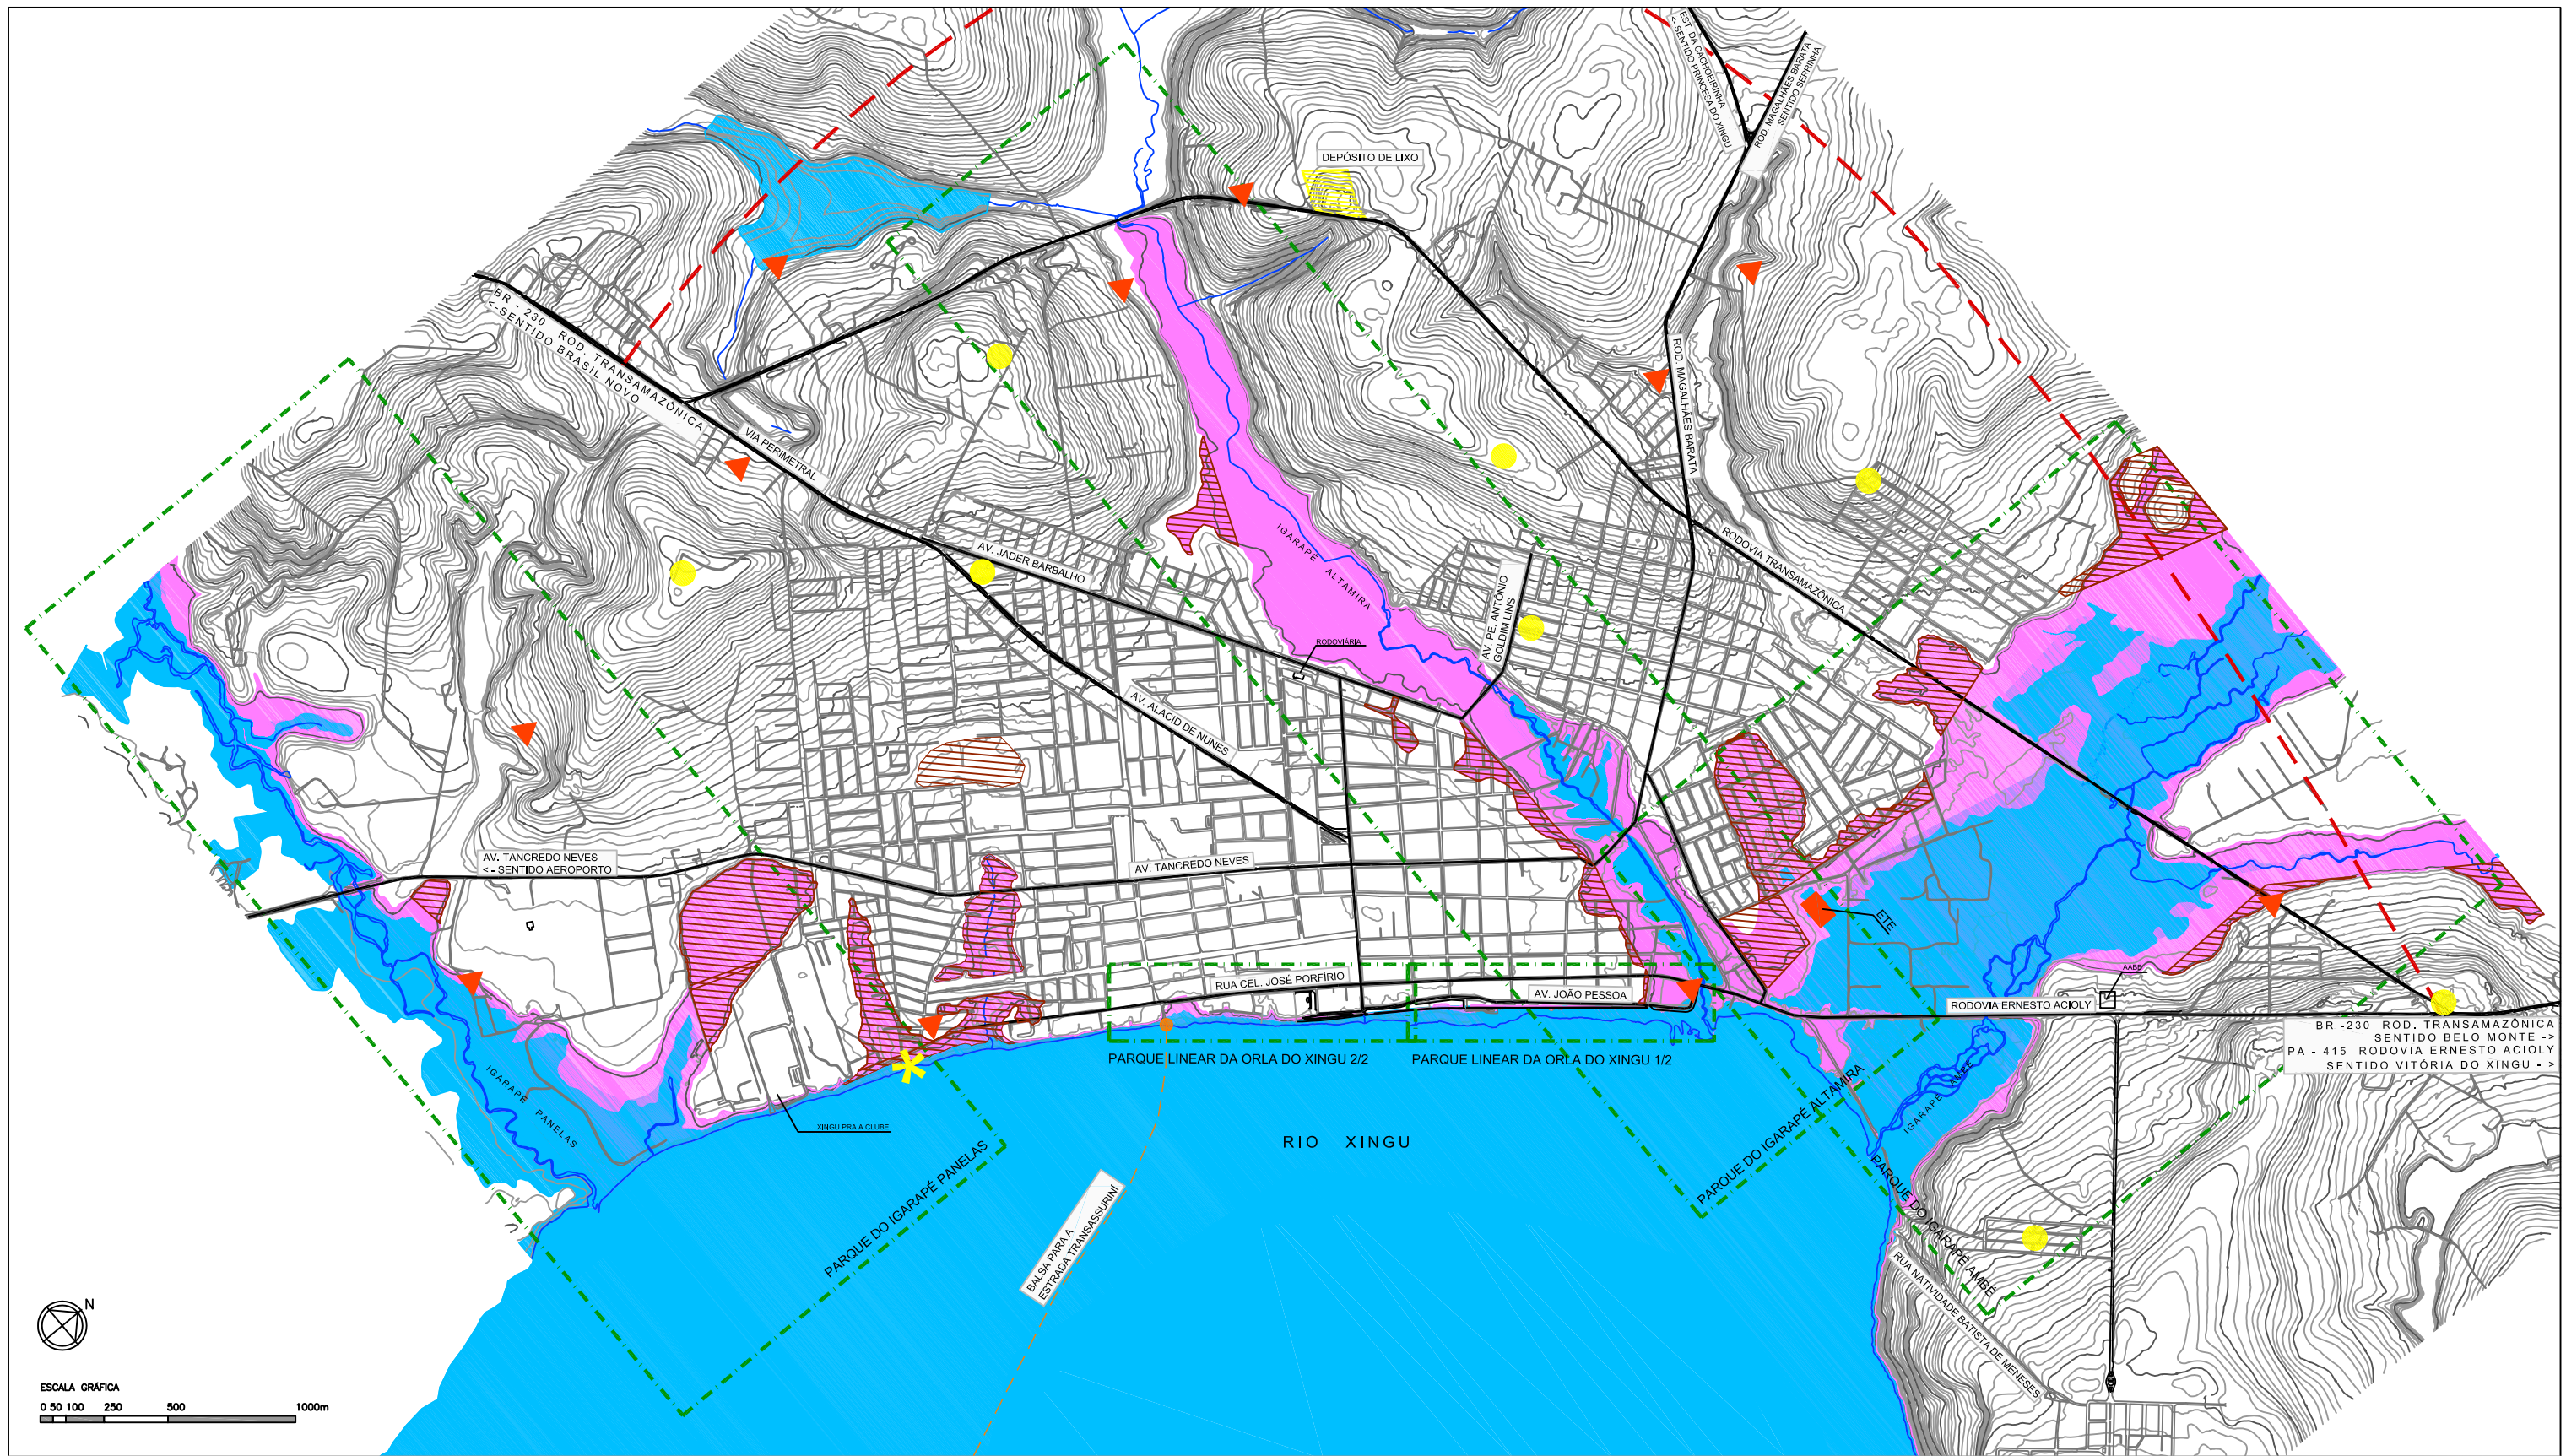 EST. DA CACHOEIRINHA
<- SENTIDO PRINCESA DO XINGU
ROD. MAGALHÃES BARATA
SENTIDO SERRINHA
DEPÓSITO DE LIXO
BR - 230 ROD. TRANSAMAZÔNICA
<-SENTIDO BRASIL NOVO
VIA PERIMETRAL
ROD. MAGALHÃES BARATA
RODOVIA TRANSAMAZÔNICA
AV. JADER BARBALHO
IGARAPÉ ALTAMIRA
AV. PE. ANTÔNIO
GOLDIM LINS
RODOVIÁRIA
AV. ALACID DE NUNES
AV. TANCREDO NEVES
<- SENTIDO AEROPORTO
AV. TANCREDO NEVES
ETE
AABB
RUA CEL. JOSÉ PORFÍRIO
AV. JOÃO PESSOA
RODOVIA ERNESTO ACIOLY
BR -230 ROD. TRANSAMAZÔNICA
SENTIDO BELO MONTE ->
PA - 415 RODOVIA ERNESTO ACIOLY
SENTIDO VITÓRIA DO XINGU - >
PARQUE LINEAR DA ORLA DO XINGU 2/2
PARQUE LINEAR DA ORLA DO XINGU 1/2
IGARAPÉ PANELAS
XINGU PRAIA CLUBE
IGARAPÉ AMBÉ
RIO XINGU
PARQUE DO IGARAPÉ PANELAS
PARQUE DO IGARAPÉ ALTAMIRA
PARQUE DO IGARAPÉ AMBÉ
BALSA PARA A
ESTRADA TRANSASSURINÍ
RUA NATIVIDADE BATISTA DE MENESES
N
ESCALA GRÁFICA
0 50 100 250 500 1000m